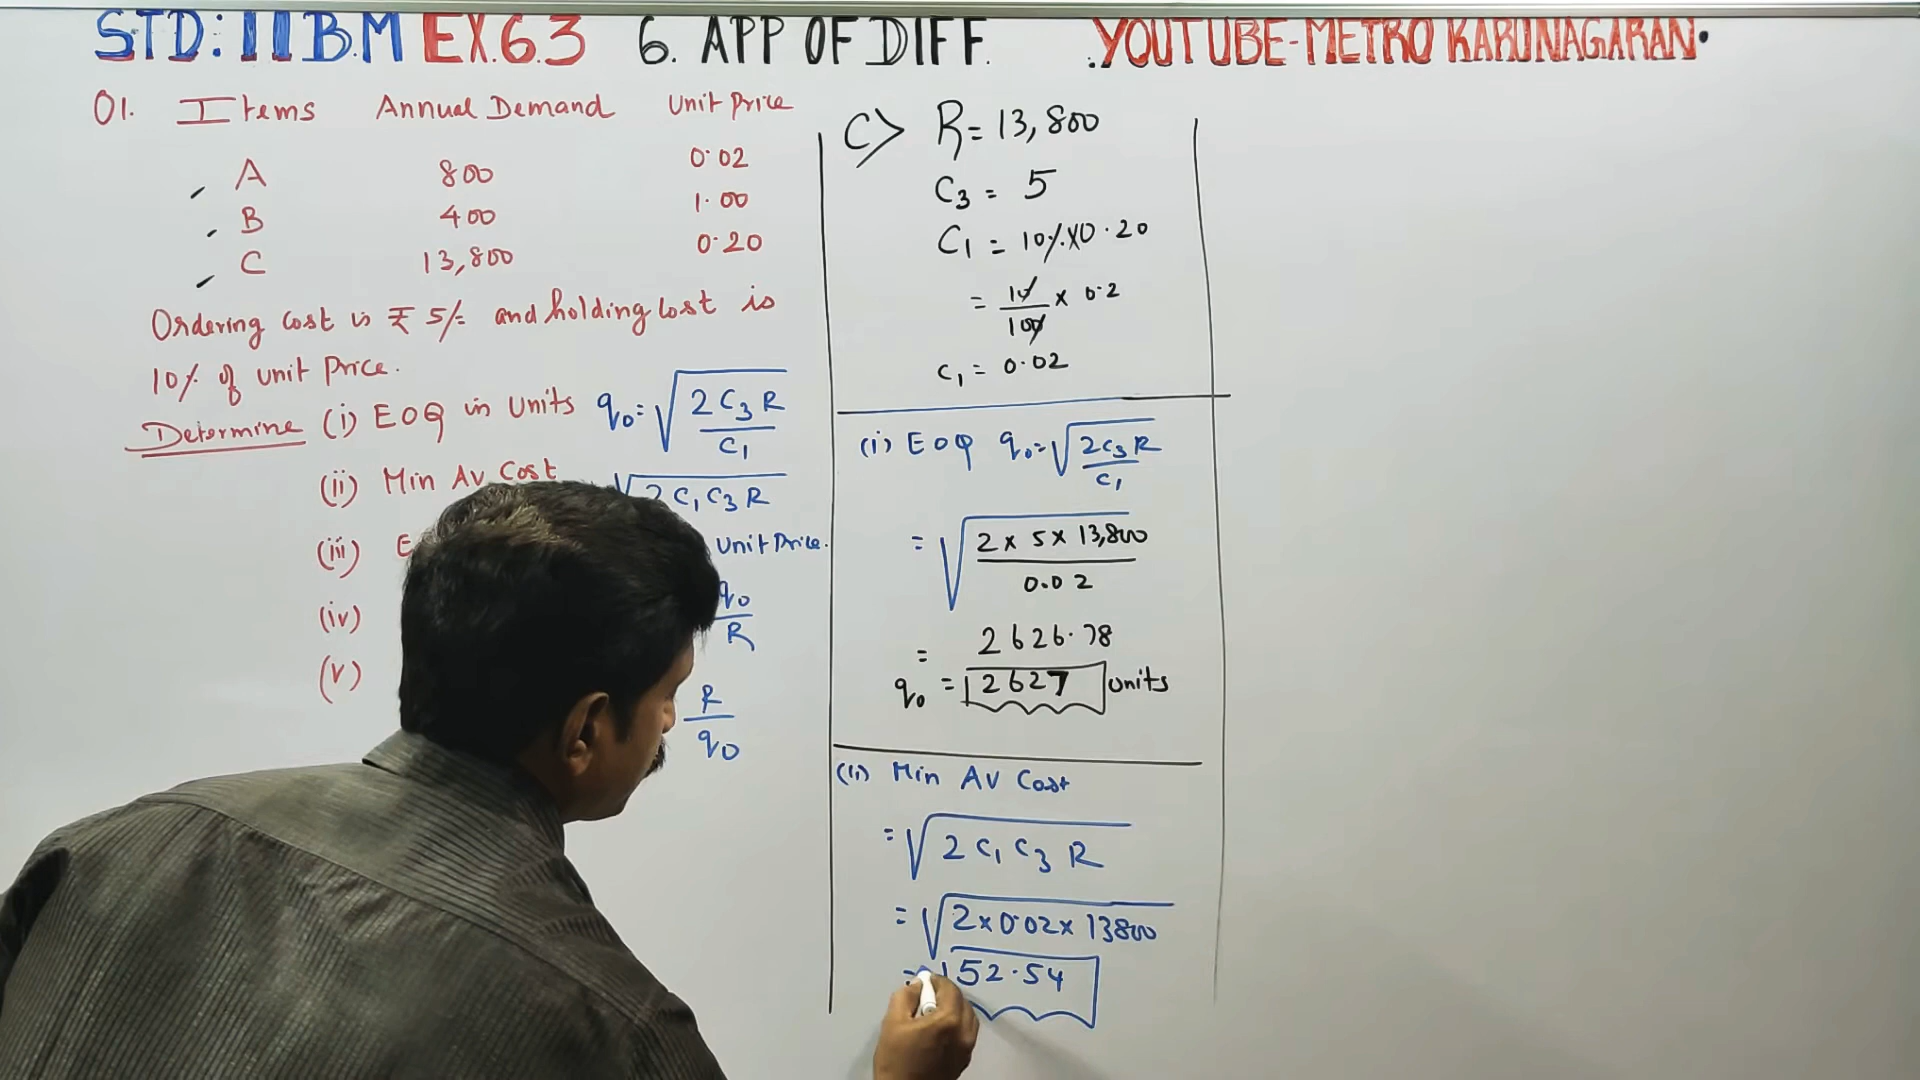 STD: 11 B.M EX.6.3 6. APP OF DIFF. YOUTUBE-METRO KARUNAGARAN
01. Items Annual Demand Unit Price
A 800 0.02
B 400 1.00
C 13,800 0.20
Ordering Cost is ₹ 5/= and holding Cost is
10% of unit Price.
Determine (i) EOQ in Units q₀ = √(2C₃R/C₁)
(ii) Min Av Cost √(2C₁C₃R)
(iii) E Unit Price.
(iv) q₀/R
(v) R/q₀
C> R = 13,800
C₃ = 5
C₁ = 10% X 0.20
= 10/100 x 0.2
C₁ = 0.02
(i) EOQ q₀ = √(2C₃R/C₁)
= √(2 x 5 x 13,800/0.02)
= 2626.78
q₀ = 2627 units
(ii) Min AV Cost
= √(2C₁C₃R)
= √(2 x 0.02 x 13800)
= 52.54